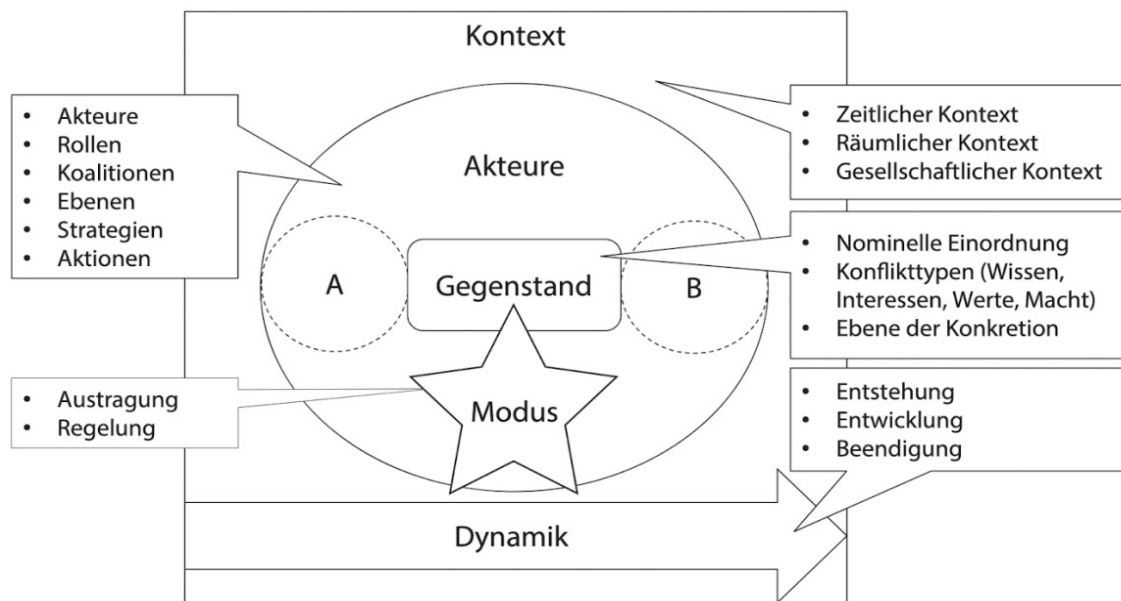 Kontext
• Akteure
• Rollen
• Koalitionen
• Ebenen
• Strategien
• Aktionen
• Zeitlicher Kontext
• Räumlicher Kontext
• Gesellschaftlicher Kontext
Akteure
A
Gegenstand
B
• Nominelle Einordnung
• Konflikttypen (Wissen,
Interessen, Werte, Macht)
• Ebene der Konkretion
• Austragung
• Regelung
Modus
• Entstehung
• Entwicklung
• Beendigung
Dynamik